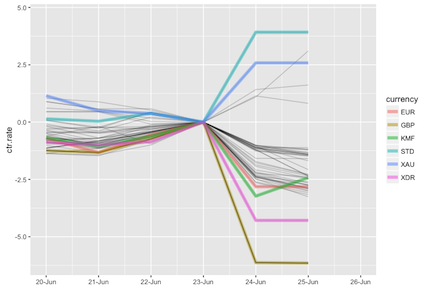 5.0
2.5
0.0
-2.5
-5.0
ctr.rate
20-Jun
21-Jun
22-Jun
23-Jun
24-Jun
25-Jun
26-Jun
currency
EUR
GBP
KMF
STD
XAU
XDR